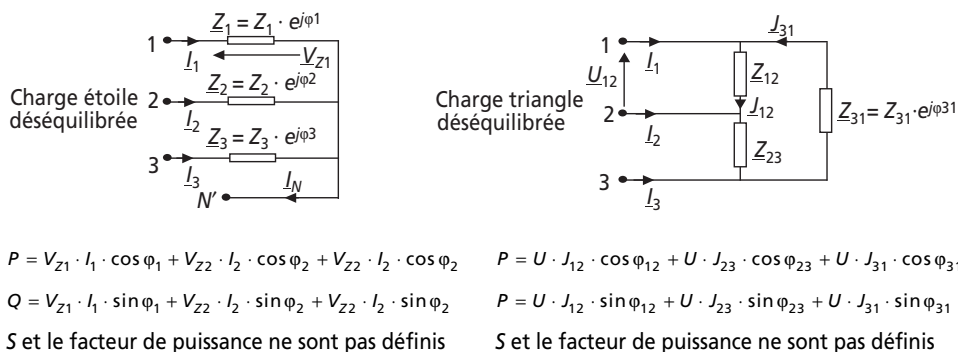 Z1 = Z1 · e^jφ1
1
I1
VZ1
Charge étoile
déséquilibrée
Z2 = Z2 · e^jφ2
2
I2
Z3 = Z3 · e^jφ3
3
I3
IN
N′
P = VZ1 · I1 · cos φ1 + VZ2 · I2 · cos φ2 + VZ2 · I2 · cos φ2
Q = VZ1 · I1 · sin φ1 + VZ2 · I2 · sin φ2 + VZ2 · I2 · sin φ2
S et le facteur de puissance ne sont pas définis
J31
1
I1
Z12
U12
Charge triangle
déséquilibrée
J12
2
I2
Z31 = Z31 · e^jφ31
Z23
3
I3
P = U · J12 · cos φ12 + U · J23 · cos φ23 + U · J31 · cos φ31
P = U · J12 · sin φ12 + U · J23 · sin φ23 + U · J31 · sin φ31
S et le facteur de puissance ne sont pas définis